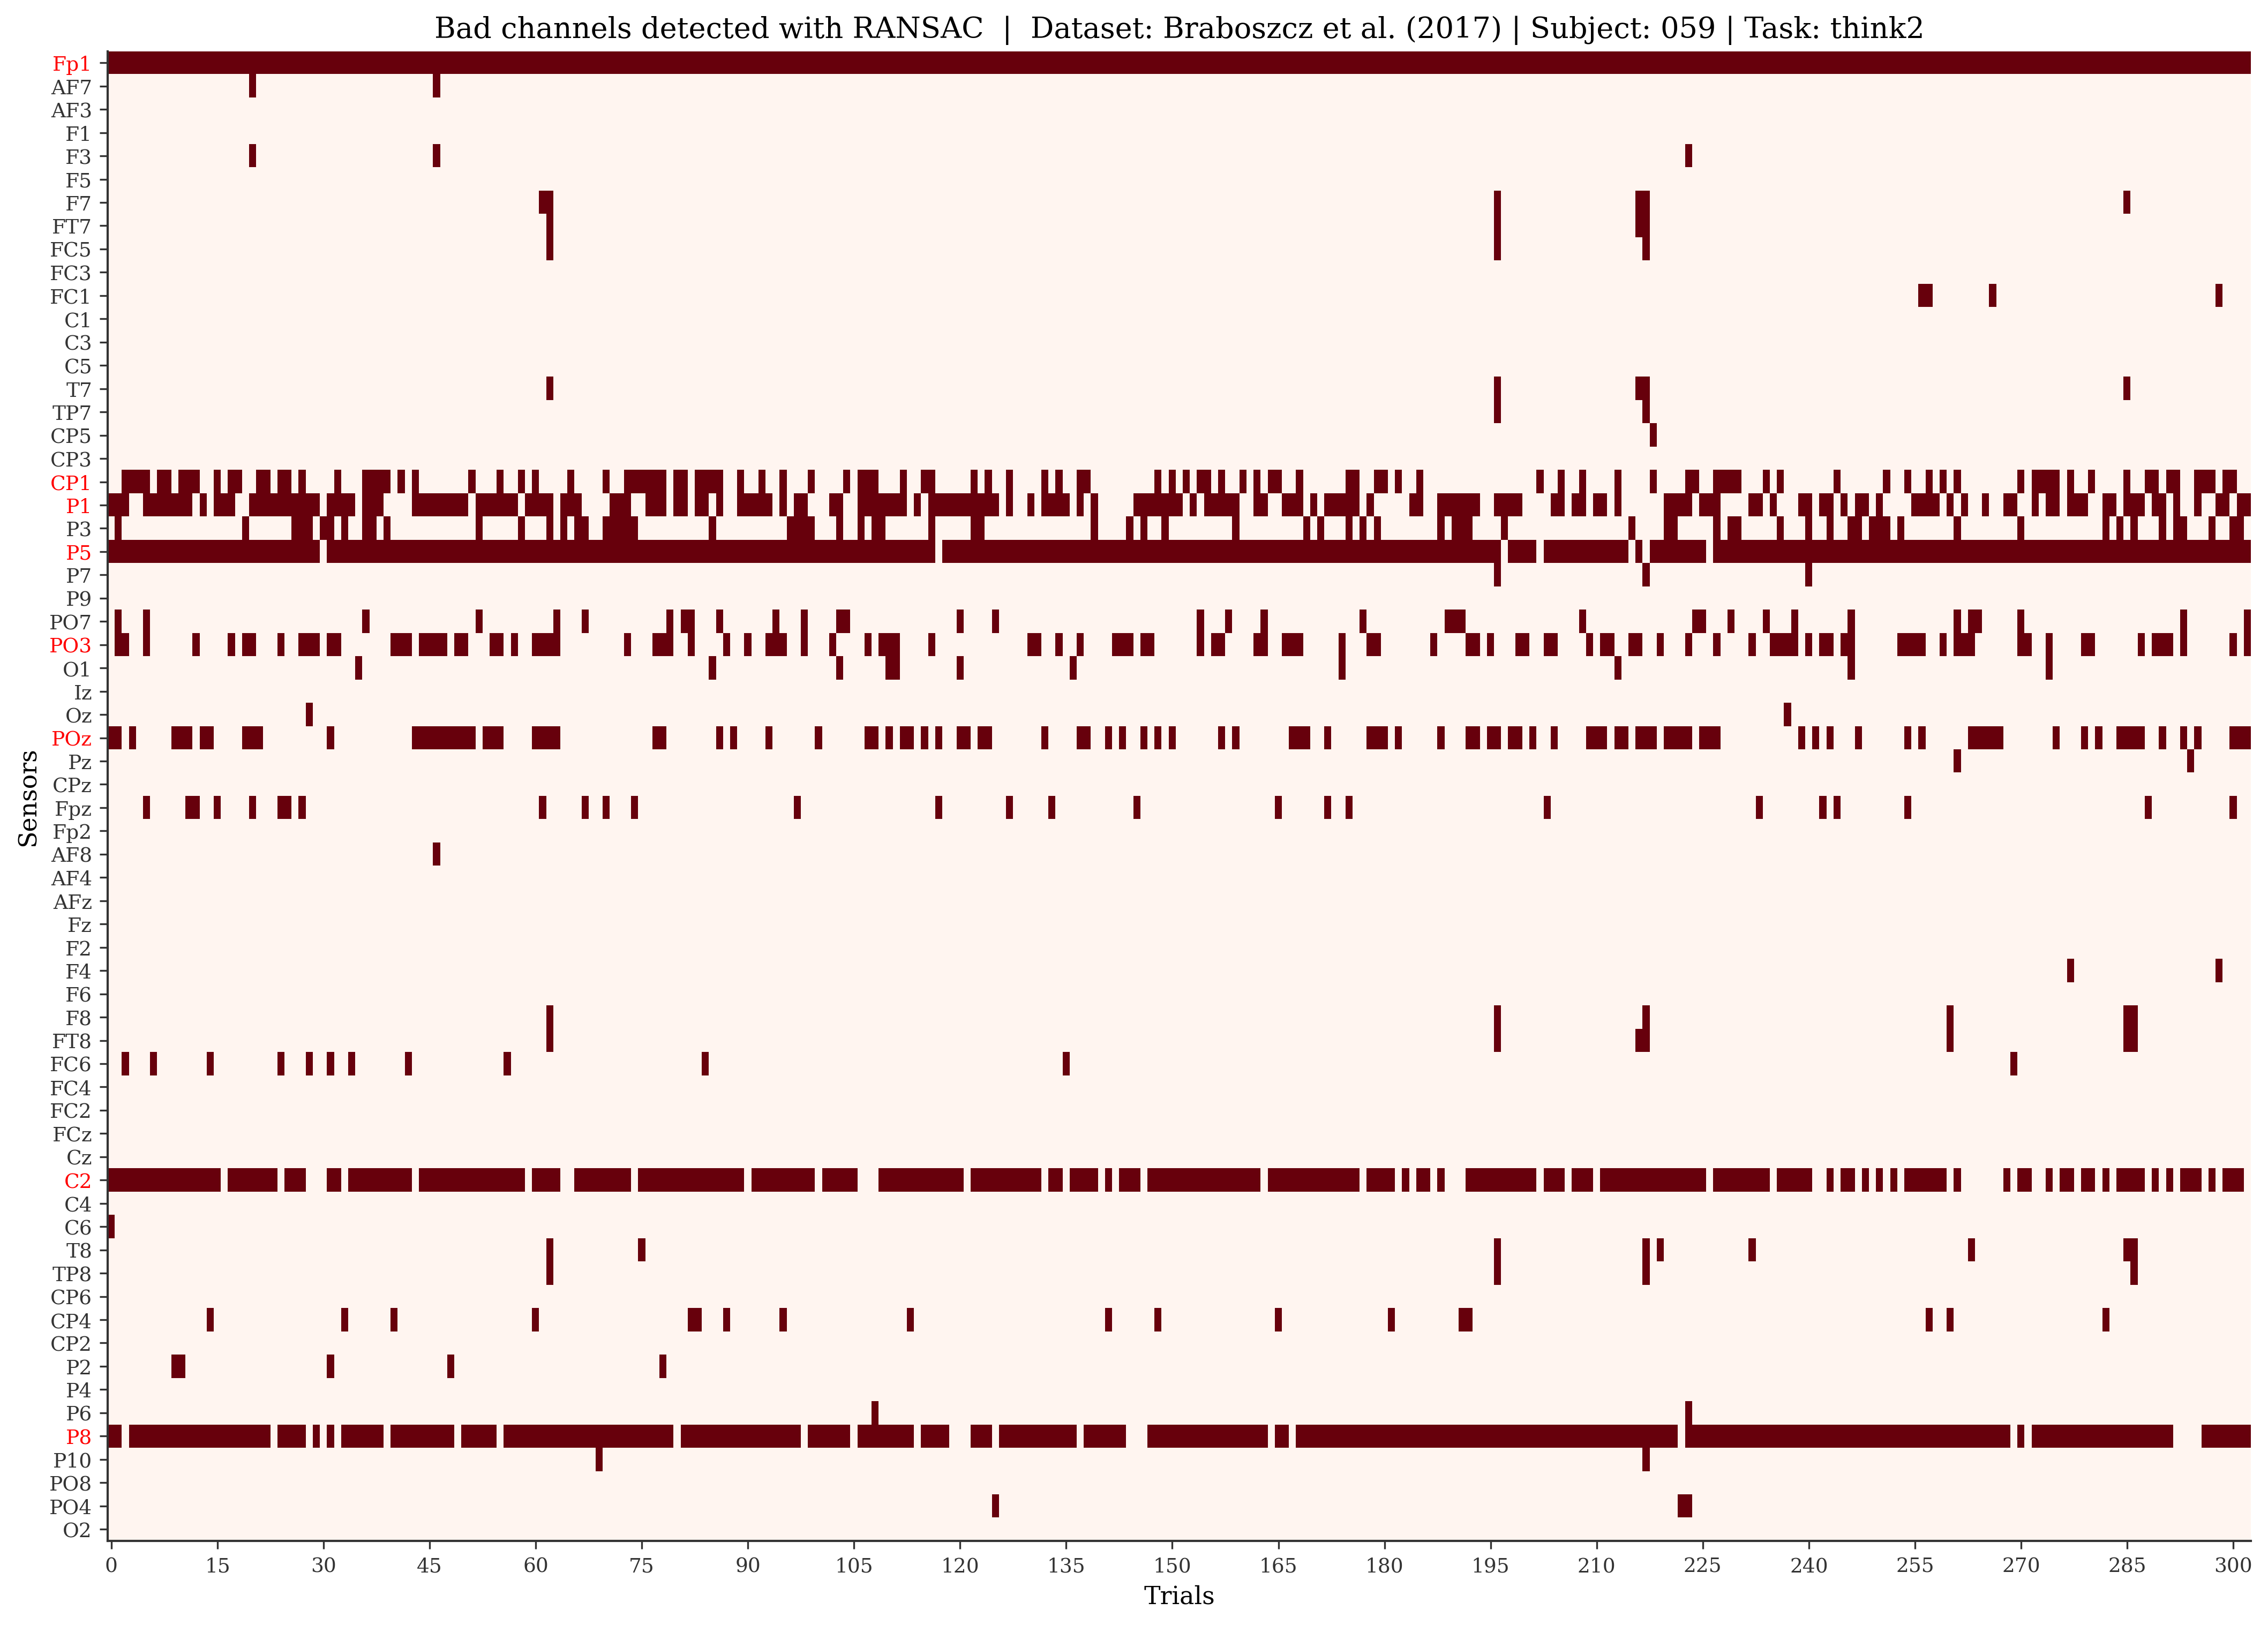 Bad channels detected with RANSAC | Dataset: Braboszcz et al. (2017) | Subject: 059 | Task: think2
Fp1
AF7
AF3
F1
F3
F5
F7
FT7
FC5
FC3
FC1
C1
C3
C5
T7
TP7
CP5
CP3
CP1
P1
P3
P5
P7
P9
PO7
PO3
O1
Iz
Oz
POz
Pz
CPz
Fpz
Fp2
AF8
AF4
AFz
Fz
F2
F4
F6
F8
FT8
FC6
FC4
FC2
FCz
Cz
C2
C4
C6
T8
TP8
CP6
CP4
CP2
P2
P4
P6
P8
P10
PO8
PO4
O2
Sensors
0 15 30 45 60 75 90 105 120 135 150 165 180 195 210 225 240 255 270 285 300
Trials